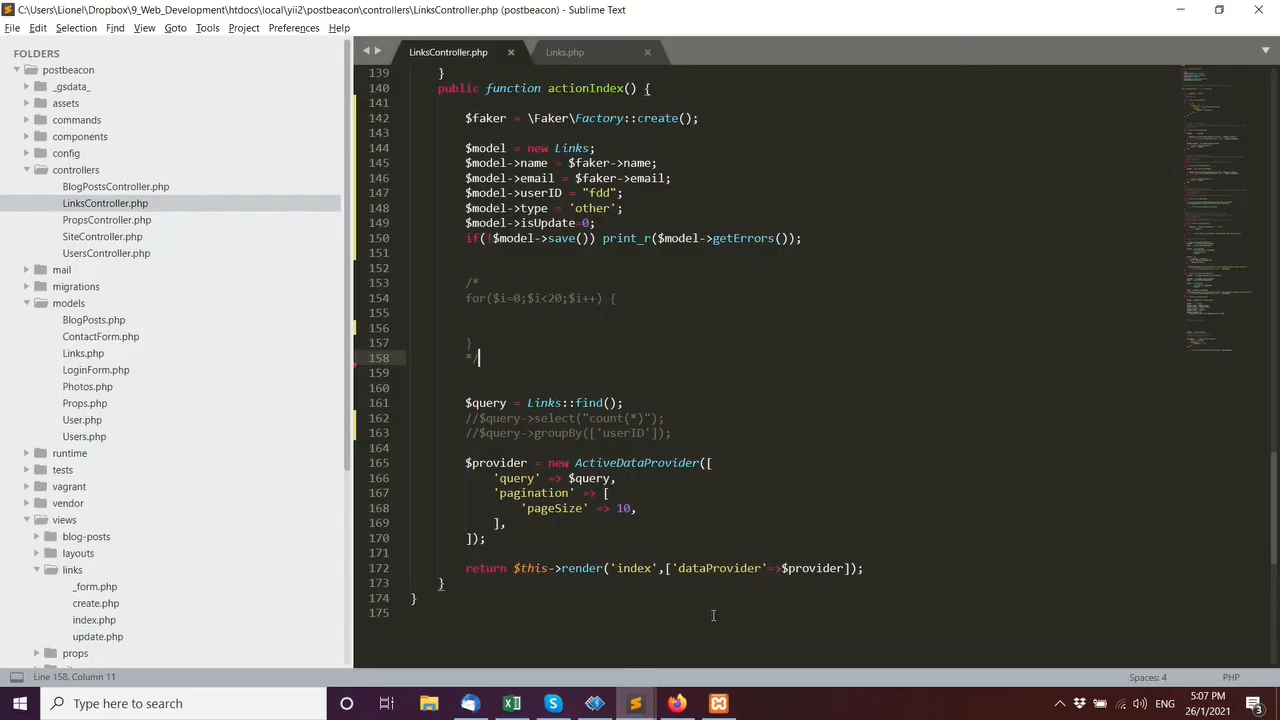 C:\Users\Lionel\Dropbox\9_Web_Development\htdocs\local\yii2\postbeacon\controllers\LinksController.php (postbeacon) - Sublime Text
File Edit Selection Find View Goto Tools Project Preferences Help
FOLDERS
postbeacon
_gsdata_
assets
commands
components
config
controllers
BlogPostsController.php
LinksController.php
PropsController.php
SiteController.php
UsersController.php
mail
migrations
models
BlogPosts.php
ContactForm.php
Links.php
LoginForm.php
Photos.php
Props.php
User.php
Users.php
runtime
tests
vagrant
vendor
views
blog-posts
layouts
links
_form.php
create.php
index.php
update.php
props
LinksController.php Links.php
139 }
140 public function actionIndex() {
141
142 $faker = \Faker\Factory::create();
143
144 $model = new Links;
145 $model->name = $faker->name;
146 $model->email = $faker->email;
147 $model->userID = "fdd";
148 $model->type = 'other';
149 $model->isUpdate=0;
150 if(!$model->save()) print_r($model->getErrors());
151
152
153 /*
154 for($i=0;$i<20;$i++) {
155
156
157 }
158 */
159
160
161 $query = Links::find();
162 //$query->select("count(*)");
163 //$query->groupBy(['userID']);
164
165 $provider = new ActiveDataProvider([
166 'query' => $query,
167 'pagination' => [
168 'pageSize' => 10,
169 ],
170 ]);
171
172 return $this->render('index',['dataProvider'=>$provider]);
173 }
174 }
175
Line 158, Column 11 Spaces: 4 PHP
Type here to search
ENG
5:07 PM
26/1/2021
3